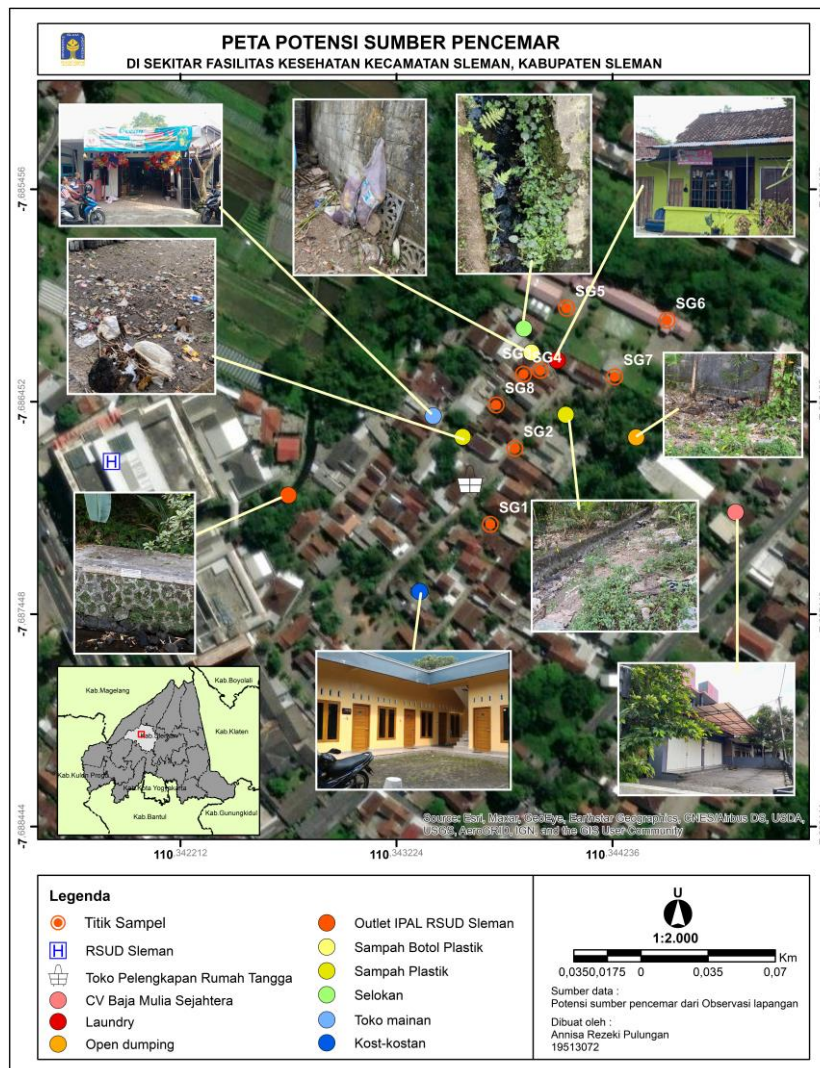 PETA POTENSI SUMBER PENCEMAR
DI SEKITAR FASILITAS KESEHATAN KECAMATAN SLEMAN, KABUPATEN SLEMAN
-7.685456
SG5
SG6
SG4
SG7
-7.686452
SG8
SG2
H
SG1
-7.687448
Kab.Boyolali
Kab.Magelang
Kab.Klaten
Kab.Sleman
Kab.Kulon Progo
Kab.Kota Yogyakarta
Kab.Bantul
Kab.Gunungkidul
Source: Esri, Maxar, GeoEye, Earthstar Geographics, CNES/Airbus DS, USDA,
USGS, AeroGRID, IGN, and the GIS User Community
-7.688444
110.342212
110.343224
110.344236
Legenda
Titik Sampel
H RSUD Sleman
Toko Pelengkapan Rumah Tangga
CV Baja Mulia Sejahtera
Laundry
Open dumping
Outlet IPAL RSUD Sleman
Sampah Botol Plastik
Sampah Plastik
Selokan
Toko mainan
Kost-kostan
U
1:2.000
Km
0,0350,0175 0 0,035 0,07
Sumber data :
Potensi sumber pencemar dari Observasi lapangan
Dibuat oleh :
Annisa Rezeki Pulungan
19513072